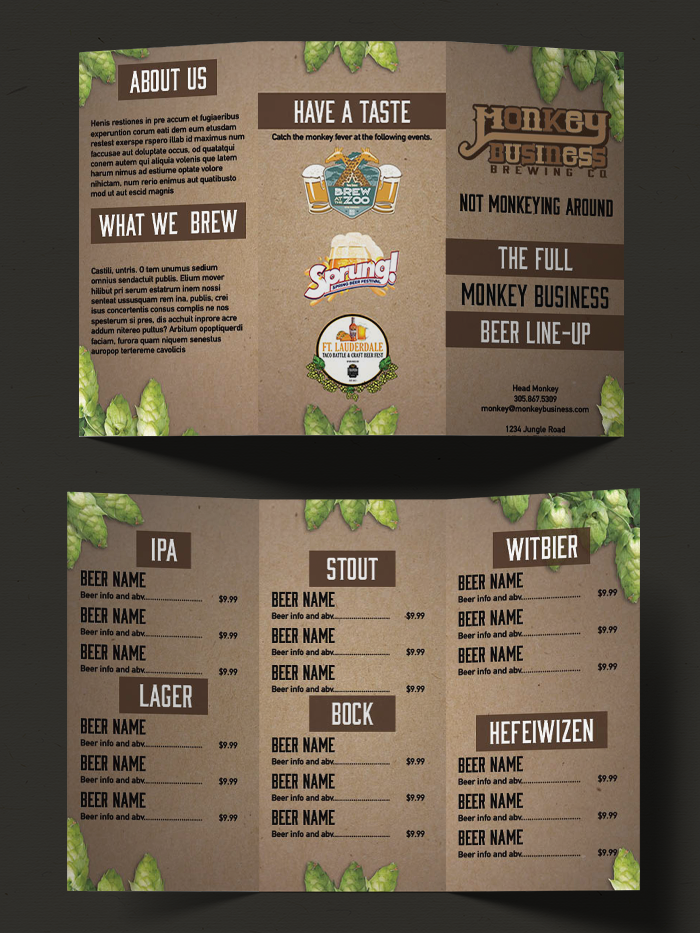 ABOUT US
Henis restiones in pre accum et fugiaeribus
experuntion corum eati dem eum etusdam
restest exerspe rspero illab id maximus num
faccusae aut doluptate occus, od quatatqui
conem autem qui aliquia volenis que latem
harum nimus ad estiume optate volore
nihictam, num rerio enimus aut quatibusto
mod ut aut escid magnis
WHAT WE BREW
Castili, untris. O tem unumus sedium
omnius sendactuit publis. Elium mover
hilibut pri serum estatrum inem nossi
senteat ussusquam rem ina, publis, crei
isus concertentis consus complis ne nos
spesterum si pres, dis acchuit inprore acre
addum nitereo pultus? Arbitum opoptiquerdi
faciam, furora quam niquem senestus
auropop tertereme cavolicis
HAVE A TASTE
Catch the monkey fever at the following events.
BREW
AT THE
ZOO
Sprung!
SPRING BEER FESTIVAL
FT. LAUDERDALE
TACO BATTLE & CRAFT BEER FEST
Monkey
Business
BREWING CO
NOT MONKEYING AROUND
THE FULL
MONKEY BUSINESS
BEER LINE-UP
Head Monkey
305.867.5309
monkey@monkeybusiness.com
1234 Jungle Road
IPA
BEER NAME
Beer info and abv........................ $9.99
BEER NAME
Beer info and abv........................ $9.99
BEER NAME
Beer info and abv........................ $9.99
LAGER
BEER NAME
Beer info and abv........................ $9.99
BEER NAME
Beer info and abv........................ $9.99
BEER NAME
Beer info and abv........................ $9.99
STOUT
BEER NAME
Beer info and abv........................ $9.99
BEER NAME
Beer info and abv........................ $9.99
BEER NAME
Beer info and abv........................ $9.99
BOCK
BEER NAME
Beer info and abv........................ $9.99
BEER NAME
Beer info and abv........................ $9.99
BEER NAME
Beer info and abv........................ $9.99
WITBIER
BEER NAME
Beer info and abv........................ $9.99
BEER NAME
Beer info and abv........................ $9.99
BEER NAME
Beer info and abv........................ $9.99
HEFEIWIZEN
BEER NAME
Beer info and abv........................ $9.99
BEER NAME
Beer info and abv........................ $9.99
BEER NAME
Beer info and abv........................ $9.99